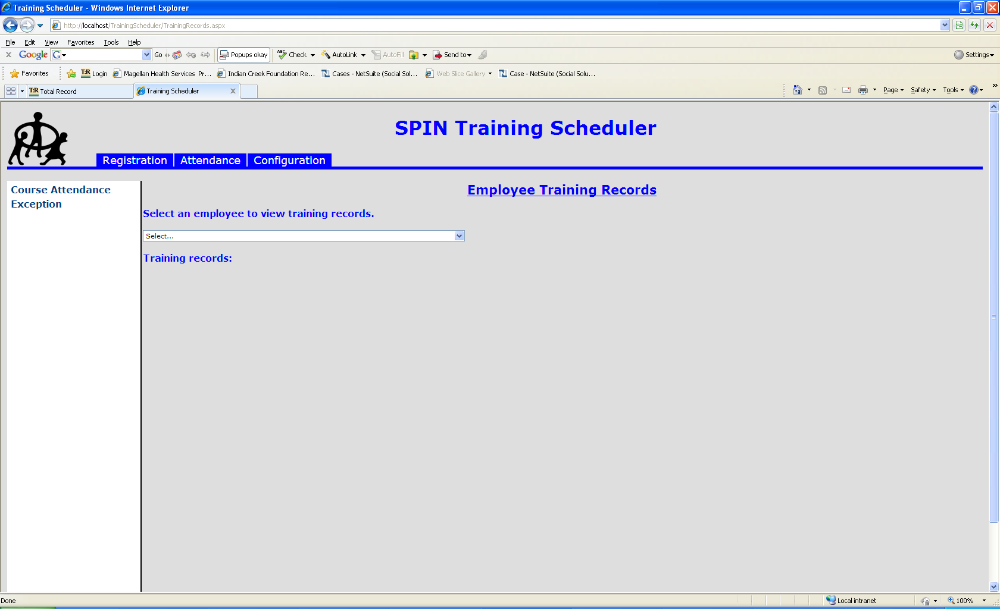 Training Scheduler - Windows Internet Explorer
http://localhost/TrainingScheduler/TrainingRecords.aspx
File Edit View Favorites Tools Help
x Google G Go Popups okay ABC Check AutoLink AutoFill Send to Settings
Favorites T:R Login Magellan Health Services Pr... Indian Creek Foundation Re... N Cases - NetSuite (Social Sol... Web Slice Gallery N Case - NetSuite (Social Solu...
T:R Total Record Training Scheduler x Page Safety Tools ? »
SPIN Training Scheduler
Registration Attendance Configuration
Course Attendance
Exception
Employee Training Records
Select an employee to view training records.
Select...
Training records:
Done Local intranet 100%